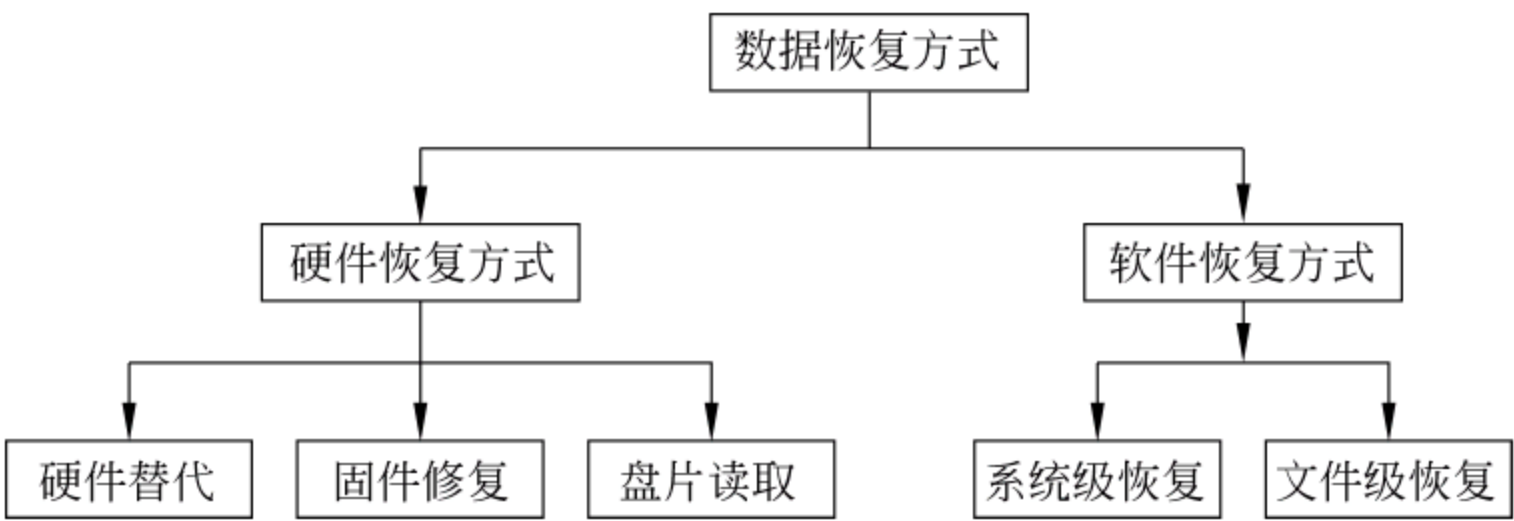 数据恢复方式
硬件恢复方式
软件恢复方式
硬件替代
固件修复
盘片读取
系统级恢复
文件级恢复